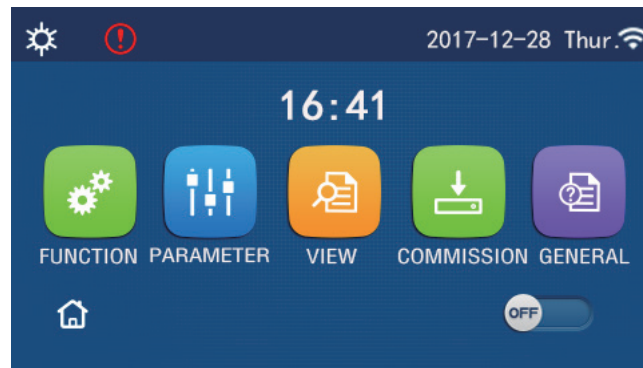 2017-12-28 Thur.
16:41
FUNCTION PARAMETER VIEW COMMISSION GENERAL
OFF